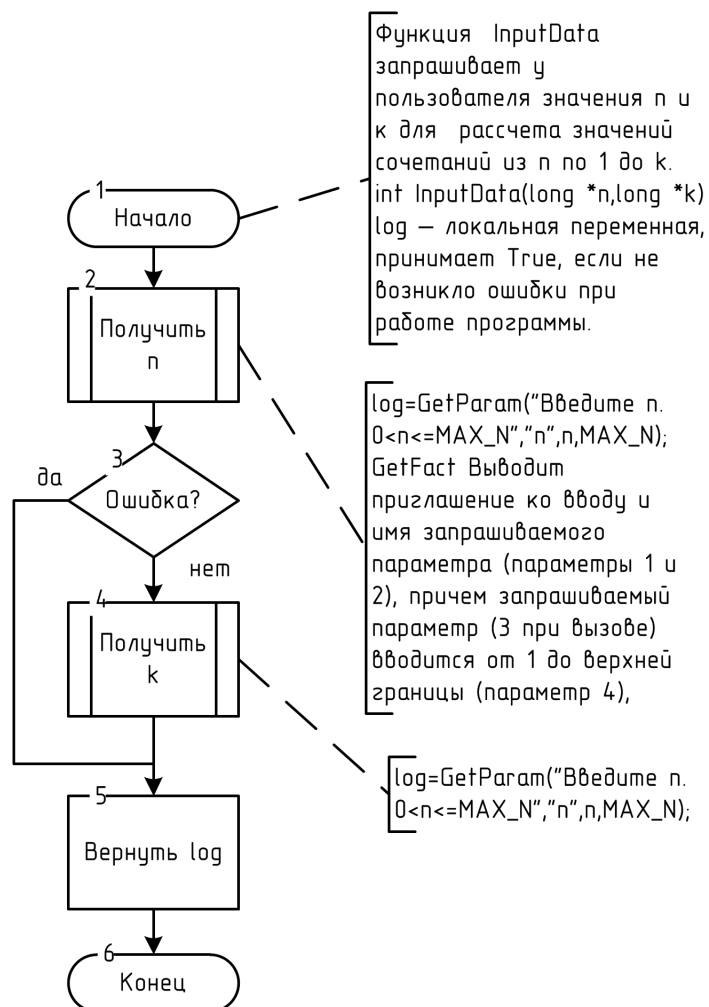 Функция InputData
запрашивает у
пользователя значения n и
k для рассчета значений
сочетаний из n по 1 до k.
int InputData(long *n,long *k)
log – локальная переменная,
принимает True, если не
возникло ошибки при
работе программы.
1
Начало
2
Получить
n
log=GetParam("Введите n.
0<n<=MAX_N","n",n,MAX_N);
GetFact Выводит
приглашение ко вводу и
имя запрашиваемого
параметра (параметры 1 и
2), причем запрашиваемый
параметр (3 при вызове)
вводится от 1 до верхней
границы (параметр 4),
3
Ошибка?
да
нет
4
Получить
k
log=GetParam("Введите n.
0<n<=MAX_N","n",n,MAX_N);
5
Вернуть log
6
Конец